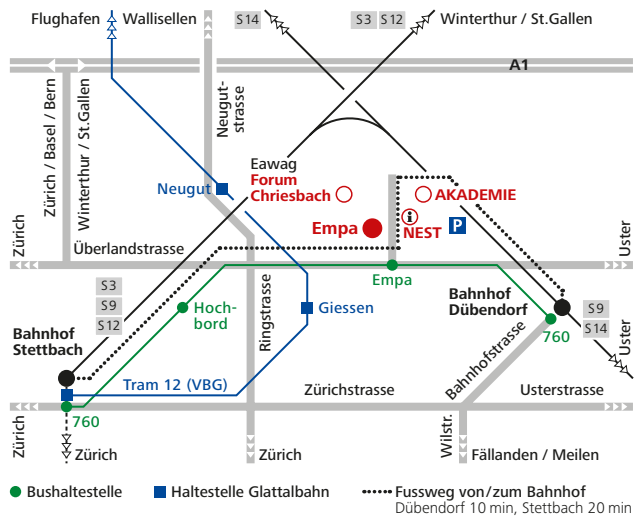 Flughafen
Wallisellen
S14
S3
S12
Winterthur / St.Gallen
A1
Zürich / Basel / Bern
Winterthur / St.Gallen
Neugut-
strasse
Eawag
Forum
Chriesbach
AKADEMIE
Neugut
Empa
i
NEST
P
Zürich
Überlandstrasse
Uster
Empa
S3
S9
S12
Hoch-
bord
Ringstrasse
Giessen
Bahnhof
Dübendorf
S9
S14
760
Uster
Bahnhof
Stettbach
Bahnhofstrasse
Tram 12 (VBG)
Zürichstrasse
Usterstrasse
Zürich
760
Zürich
Zürich
Wilstr.
Fällanden / Meilen
Bushaltestelle
Haltestelle Glattalbahn
Fussweg von/zum Bahnhof
Dübendorf 10 min, Stettbach 20 min